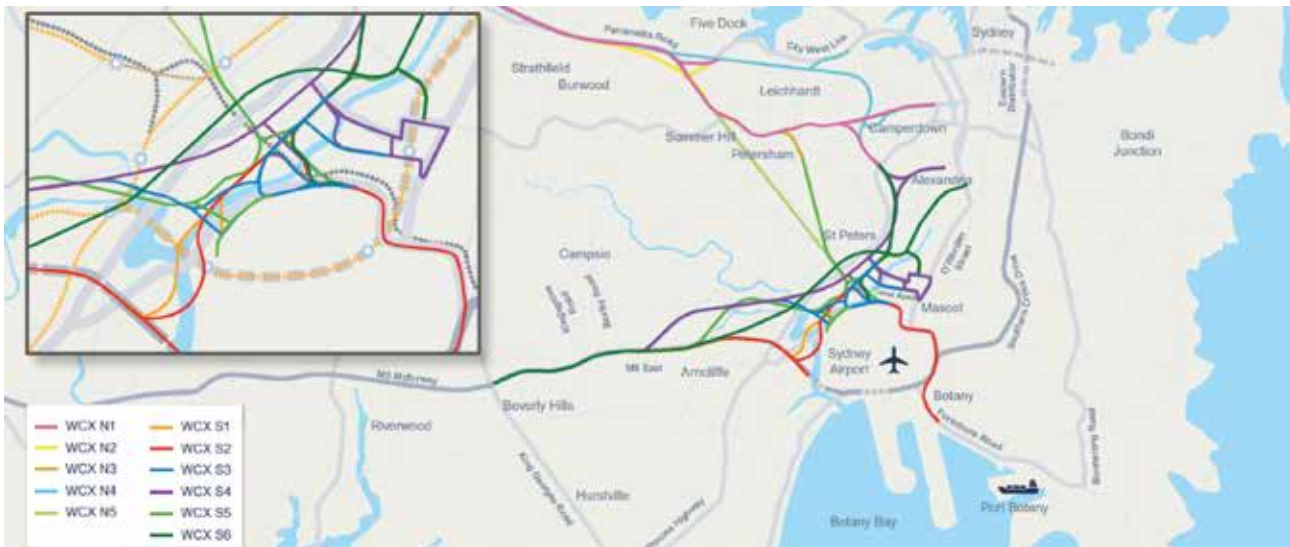 Five Dock
Sydney
Parramatta Road
City West Link
Strathfield
Burwood
Leichhardt
Eastern
Distributor
Summer Hill
Camperdown
Bondi
Junction
Petersham
Alexandria
St Peters
Campsie
O'Riordan
Street
Kingsgrove
Road
Mascot
Southern Cross Drive
Sydney
Airport
M5 East
Arncliffe
M5 Motorway
Beverly Hills
Botany
Riverwood
Foreshore Road
King Georges Road
Hurstville
Highway
Port Botany
Botany Bay
WCX N1
WCX N2
WCX N3
WCX N4
WCX N5
WCX S1
WCX S2
WCX S3
WCX S4
WCX S5
WCX S6